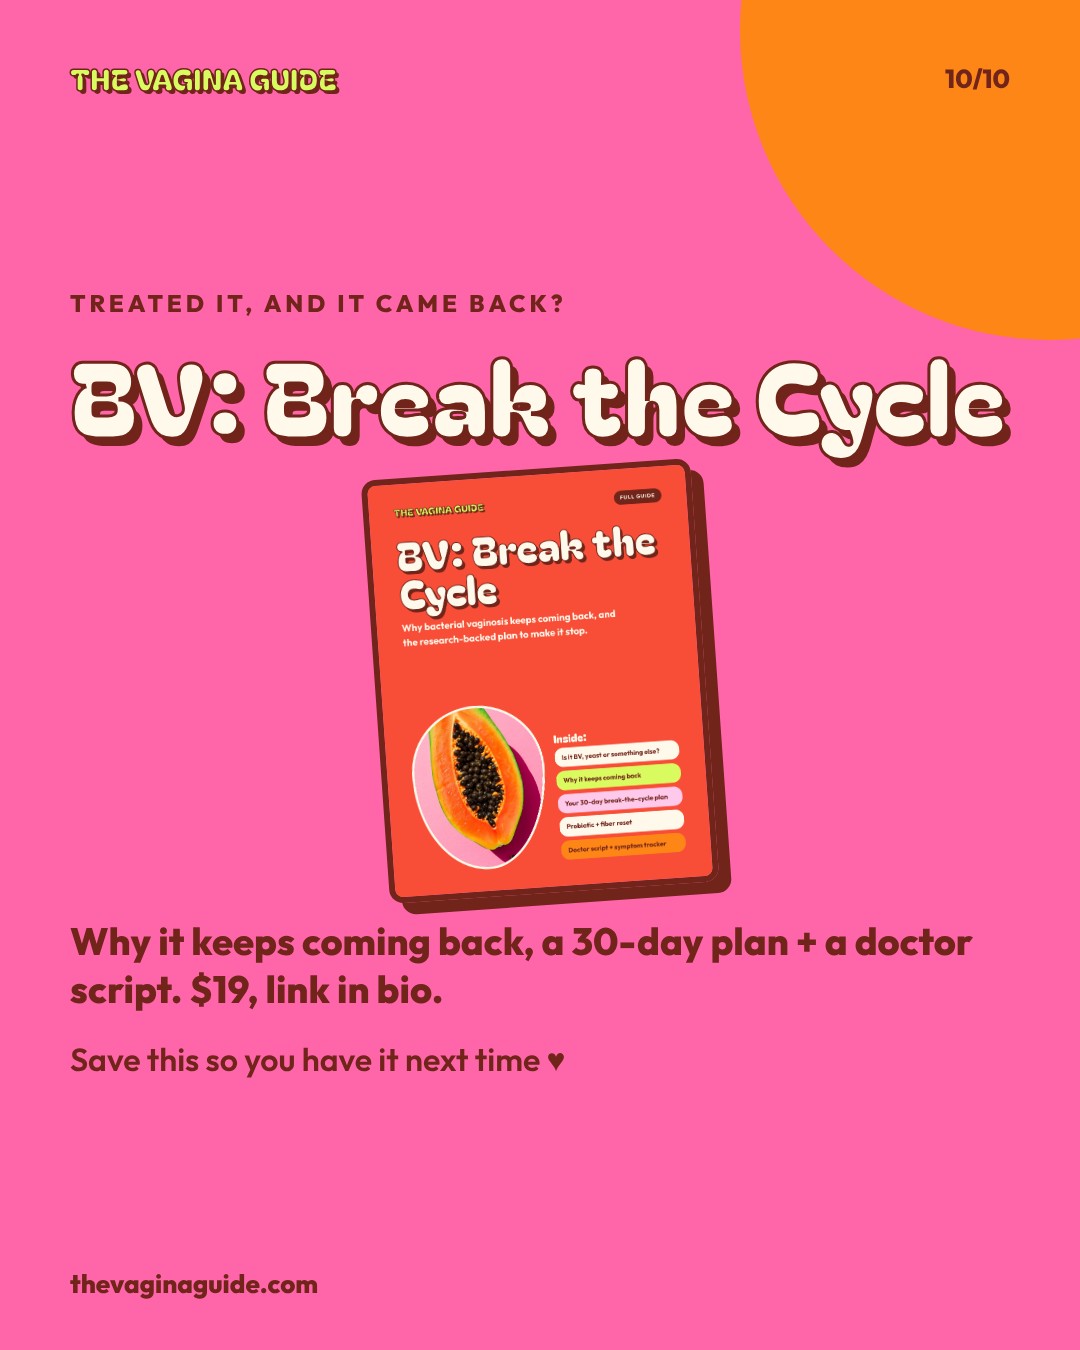 THE VAGINA GUIDE
10/10
TREATED IT, AND IT CAME BACK?
BV: Break the Cycle
THE VAGINA GUIDE
FULL GUIDE
BV: Break the
Cycle
Why bacterial vaginosis keeps coming back, and
the research-backed plan to make it stop.
Inside:
Is it BV, yeast or something else?
Why it keeps coming back
Your 30-day break-the-cycle plan
Probiotic + fiber reset
Doctor script + symptom tracker
Why it keeps coming back, a 30-day plan + a doctor
script. $19, link in bio.
Save this so you have it next time ♥
thevaginaguide.com